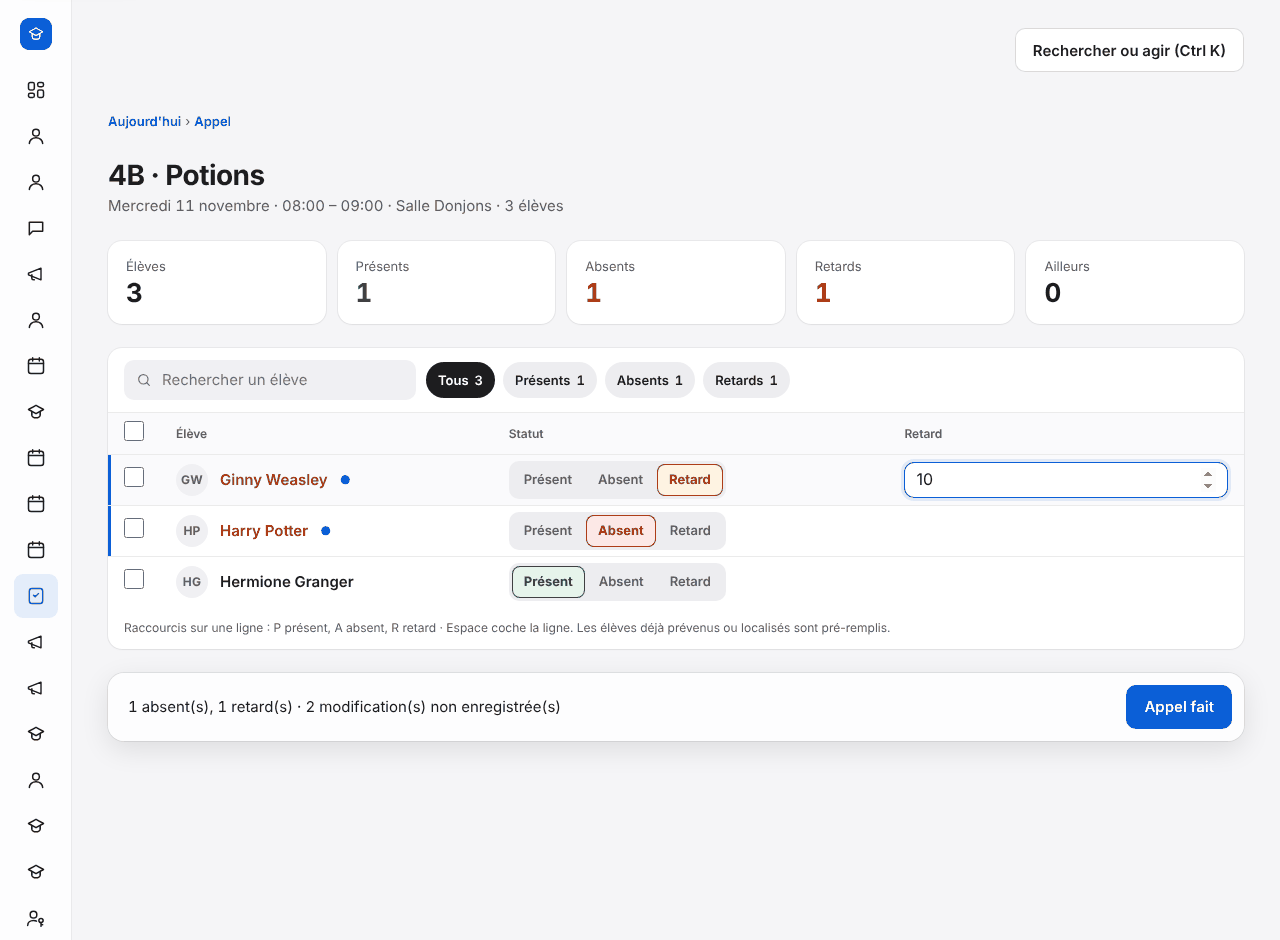 Rechercher ou agir (Ctrl K)
Aujourd'hui › Appel
4B · Potions
Mercredi 11 novembre · 08:00 – 09:00 · Salle Donjons · 3 élèves
Élèves
3
Présents
1
Absents
1
Retards
1
Ailleurs
0
Rechercher un élève
Tous 3
Présents 1
Absents 1
Retards 1
Élève Statut Retard
GW Ginny Weasley Présent Absent Retard 10
HP Harry Potter Présent Absent Retard
HG Hermione Granger Présent Absent Retard
Raccourcis sur une ligne : P présent, A absent, R retard · Espace coche la ligne. Les élèves déjà prévenus ou localisés sont pré-remplis.
1 absent(s), 1 retard(s) · 2 modification(s) non enregistrée(s)
Appel fait